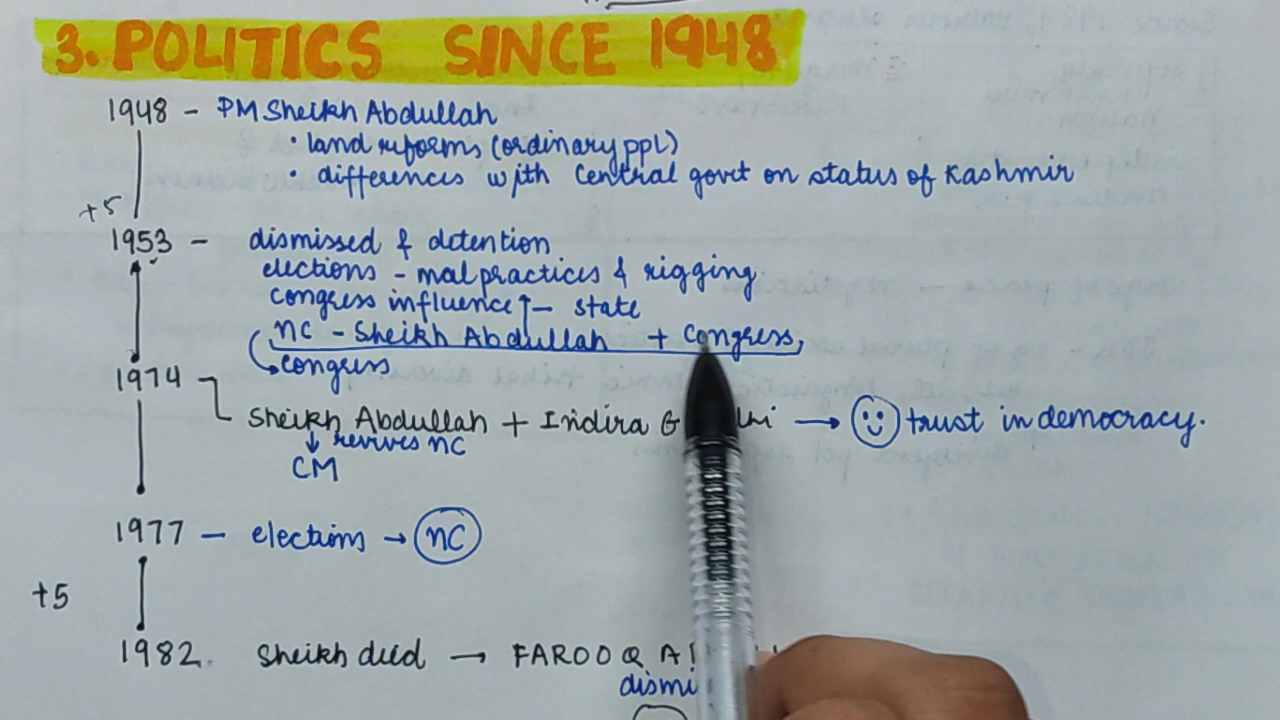 3. POLITICS SINCE 1948
1948 - PM Sheikh Abdullah
• land reforms (ordinary ppl)
• differences with Central govt on status of Kashmir
+5
1953 - dismissed & detention
elections - malpractices & rigging
congress influence ↑ - state
NC - Sheikh Abdullah + Congress,
→ congress
1974
Sheikh Abdullah + Indira → trust in democracy.
↓ revives NC
CM
1977 - elections → NC
+5
1982. Sheikh died → FAROOQ